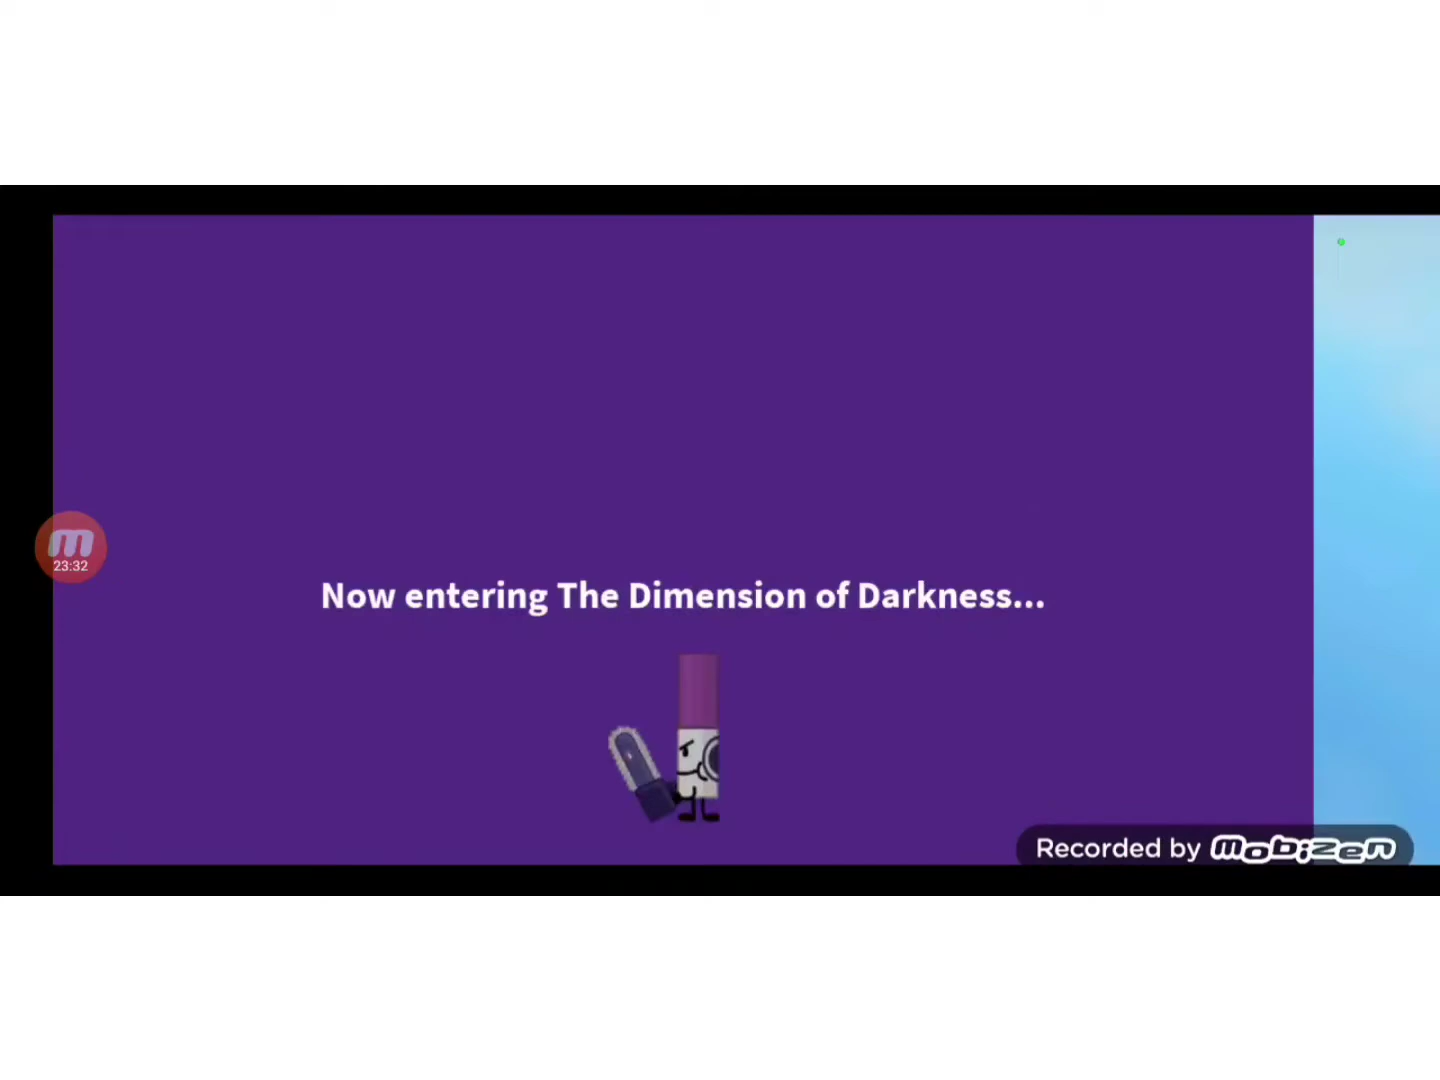 23:32
Now entering The Dimension of Darkness...
Recorded by mobizen